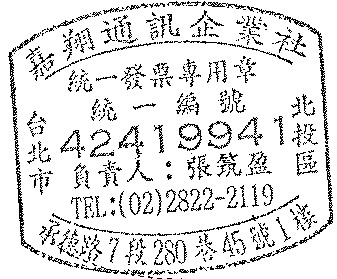 嘉翔通訊企業社
統一發票專用章
統一編號
台北市
42419941
北投區
負責人：張筑盈
TEL:(02)2822-2119
承德路7段280巷45號1樓